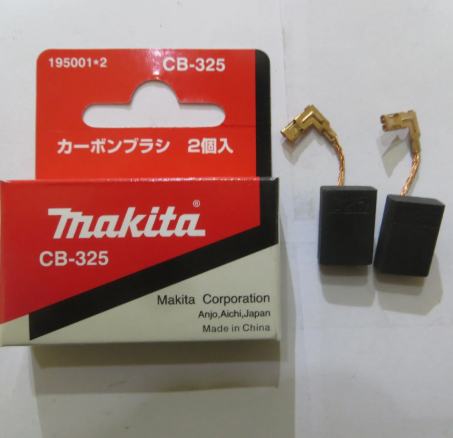 195001*2 CB-325
カーボンブラシ 2個入
makita®
CB-325
Makita Corporation
Anjo,Aichi,Japan
Made in China